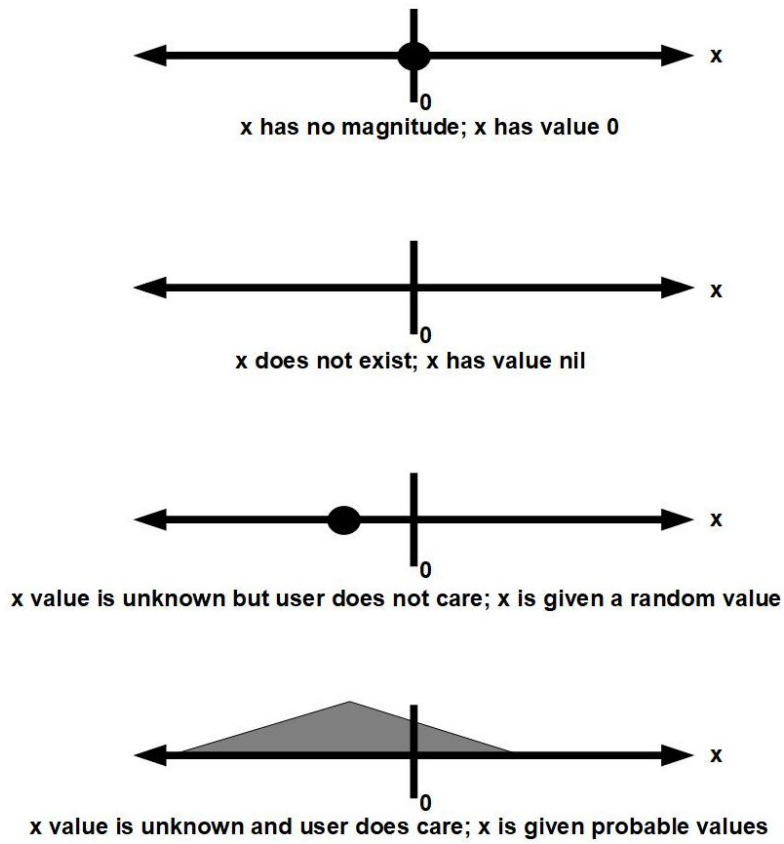 x
0
x has no magnitude; x has value 0
x
0
x does not exist; x has value nil
x
0
x value is unknown but user does not care; x is given a random value
x
0
x value is unknown and user does care; x is given probable values